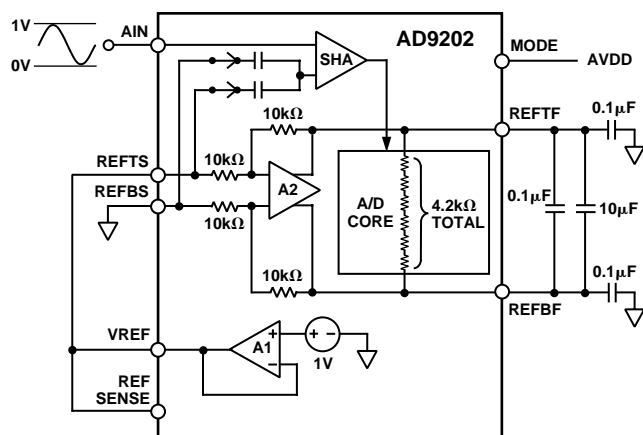 1V
0V
AIN
AD9202
SHA
MODE
AVDD
10kΩ
REFTF
0.1µF
REFTS
10kΩ
REFBS
A2
10kΩ
A/D
CORE
4.2kΩ
TOTAL
0.1µF
10µF
10kΩ
0.1µF
REFBF
VREF
A1
+
−
+
−
1V
REF
SENSE